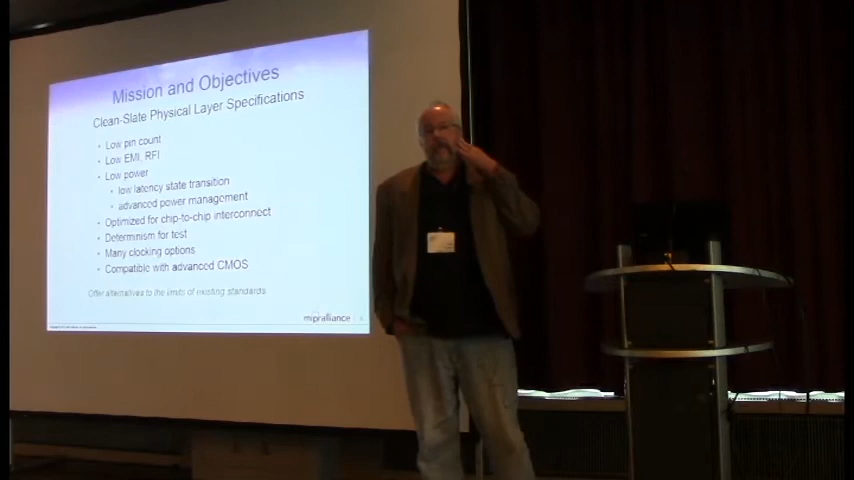 Mission and Objectives
Clean-Slate Physical Layer Specifications
• Low pin count
• Low EMI, RFI
• Low power
• low latency state transition
• advanced power management
• Optimized for chip-to-chip interconnect
• Determinism for test
• Many clocking options
• Compatible with advanced CMOS
Offer alternatives to the limits of existing standards
mipi alliance